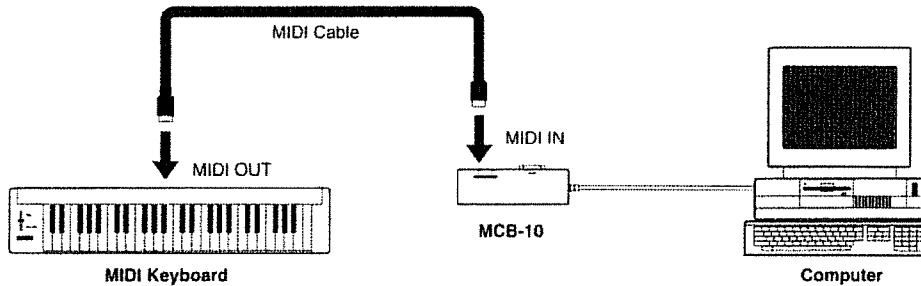 MIDI Cable
MIDI IN
MIDI OUT
MCB-10
MIDI Keyboard
Computer